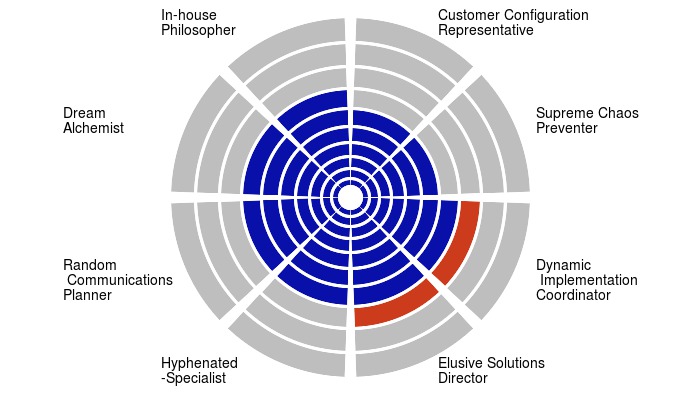 In-house
Philosopher
Customer Configuration
Representative
Dream
Alchemist
Supreme Chaos
Preventer
Random
Communications
Planner
Dynamic
Implementation
Coordinator
Hyphenated
-Specialist
Elusive Solutions
Director